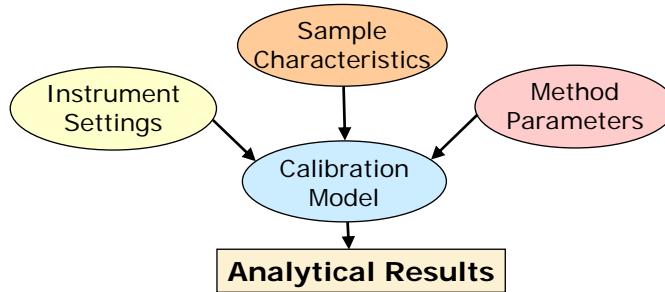 Sample
Characteristics
Instrument
Settings
Method
Parameters
Calibration
Model
Analytical Results